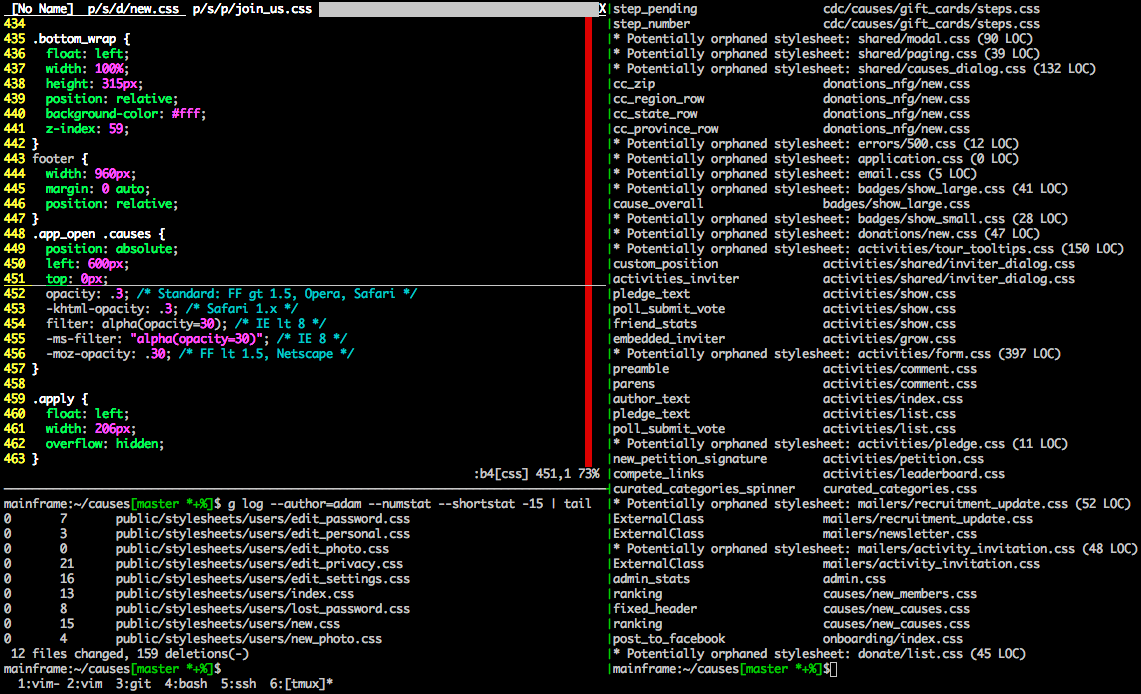 [No Name]  p/s/d/new.css  p/s/p/join_us.css X
434
435 .bottom_wrap {
436   float: left;
437   width: 100%;
438   height: 315px;
439   position: relative;
440   background-color: #fff;
441   z-index: 59;
442 }
443 footer {
444   width: 960px;
445   margin: 0 auto;
446   position: relative;
447 }
448 .app_open .causes {
449   position: absolute;
450   left: 600px;
451   top: 0px;
452   opacity: .3; /* Standard: FF gt 1.5, Opera, Safari */
453   -khtml-opacity: .3; /* Safari 1.x */
454   filter: alpha(opacity=30); /* IE lt 8 */
455   -ms-filter: "alpha(opacity=30)"; /* IE 8 */
456   -moz-opacity: .30; /* FF lt 1.5, Netscape */
457 }
458
459 .apply {
460   float: left;
461   width: 206px;
462   overflow: hidden;
463 }
:b4[css] 451,1 73%
mainframe:~/causes[master *+%]$ g log --author=adam --numstat --shortstat -15 | tail
0       7       public/stylesheets/users/edit_password.css
0       3       public/stylesheets/users/edit_personal.css
0       0       public/stylesheets/users/edit_photo.css
0       21      public/stylesheets/users/edit_privacy.css
0       16      public/stylesheets/users/edit_settings.css
0       13      public/stylesheets/users/index.css
0       8       public/stylesheets/users/lost_password.css
0       15      public/stylesheets/users/new.css
0       4       public/stylesheets/users/new_photo.css
 12 files changed, 159 deletions(-)
mainframe:~/causes[master *+%]$
1:vim- 2:vim  3:git  4:bash  5:ssh  6:[tmux]*
step_pending                  cdc/causes/gift_cards/steps.css
step_number                   cdc/causes/gift_cards/steps.css
* Potentially orphaned stylesheet: shared/modal.css (90 LOC)
* Potentially orphaned stylesheet: shared/paging.css (39 LOC)
* Potentially orphaned stylesheet: shared/causes_dialog.css (132 LOC)
cc_zip                        donations_nfg/new.css
cc_region_row                 donations_nfg/new.css
cc_state_row                  donations_nfg/new.css
cc_province_row               donations_nfg/new.css
* Potentially orphaned stylesheet: errors/500.css (12 LOC)
* Potentially orphaned stylesheet: application.css (0 LOC)
* Potentially orphaned stylesheet: email.css (5 LOC)
* Potentially orphaned stylesheet: badges/show_large.css (41 LOC)
cause_overall                 badges/show_large.css
* Potentially orphaned stylesheet: badges/show_small.css (28 LOC)
* Potentially orphaned stylesheet: donations/new.css (47 LOC)
* Potentially orphaned stylesheet: activities/tour_tooltips.css (150 LOC)
custom_position               activities/shared/inviter_dialog.css
activities_inviter            activities/shared/inviter_dialog.css
pledge_text                   activities/show.css
poll_submit_vote              activities/show.css
friend_stats                  activities/show.css
embedded_inviter              activities/grow.css
* Potentially orphaned stylesheet: activities/form.css (397 LOC)
preamble                      activities/comment.css
parens                        activities/comment.css
author_text                   activities/index.css
pledge_text                   activities/list.css
poll_submit_vote              activities/list.css
* Potentially orphaned stylesheet: activities/pledge.css (11 LOC)
new_petition_signature        activities/petition.css
compete_links                 activities/leaderboard.css
curated_categories_spinner    curated_categories.css
* Potentially orphaned stylesheet: mailers/recruitment_update.css (52 LOC)
ExternalClass                 mailers/recruitment_update.css
ExternalClass                 mailers/newsletter.css
* Potentially orphaned stylesheet: mailers/activity_invitation.css (48 LOC)
ExternalClass                 mailers/activity_invitation.css
admin_stats                   admin.css
ranking                       causes/new_members.css
fixed_header                  causes/new_causes.css
ranking                       causes/new_causes.css
post_to_facebook              onboarding/index.css
* Potentially orphaned stylesheet: donate/list.css (45 LOC)
mainframe:~/causes[master *+%]$